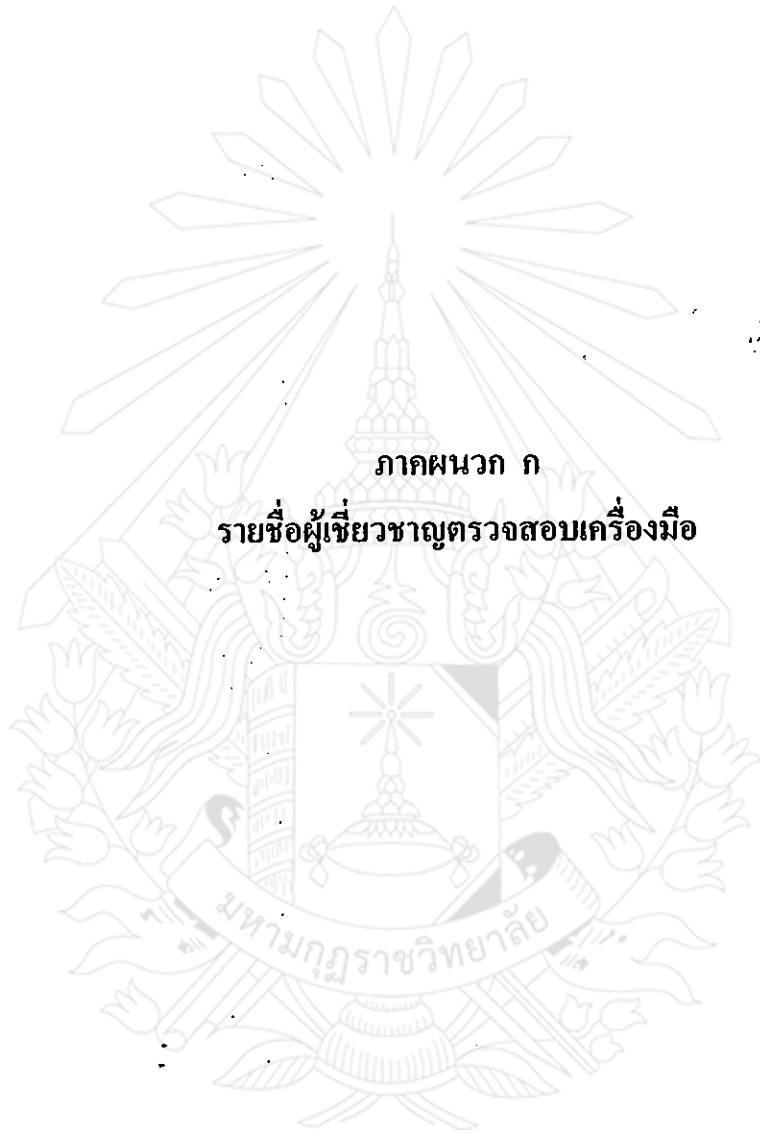 ภาคผนวก ก
รายชื่อผู้เชี่ยวชาญตรวจสอบเครื่องมือ
มหามกุฏราชวิทยาลัย